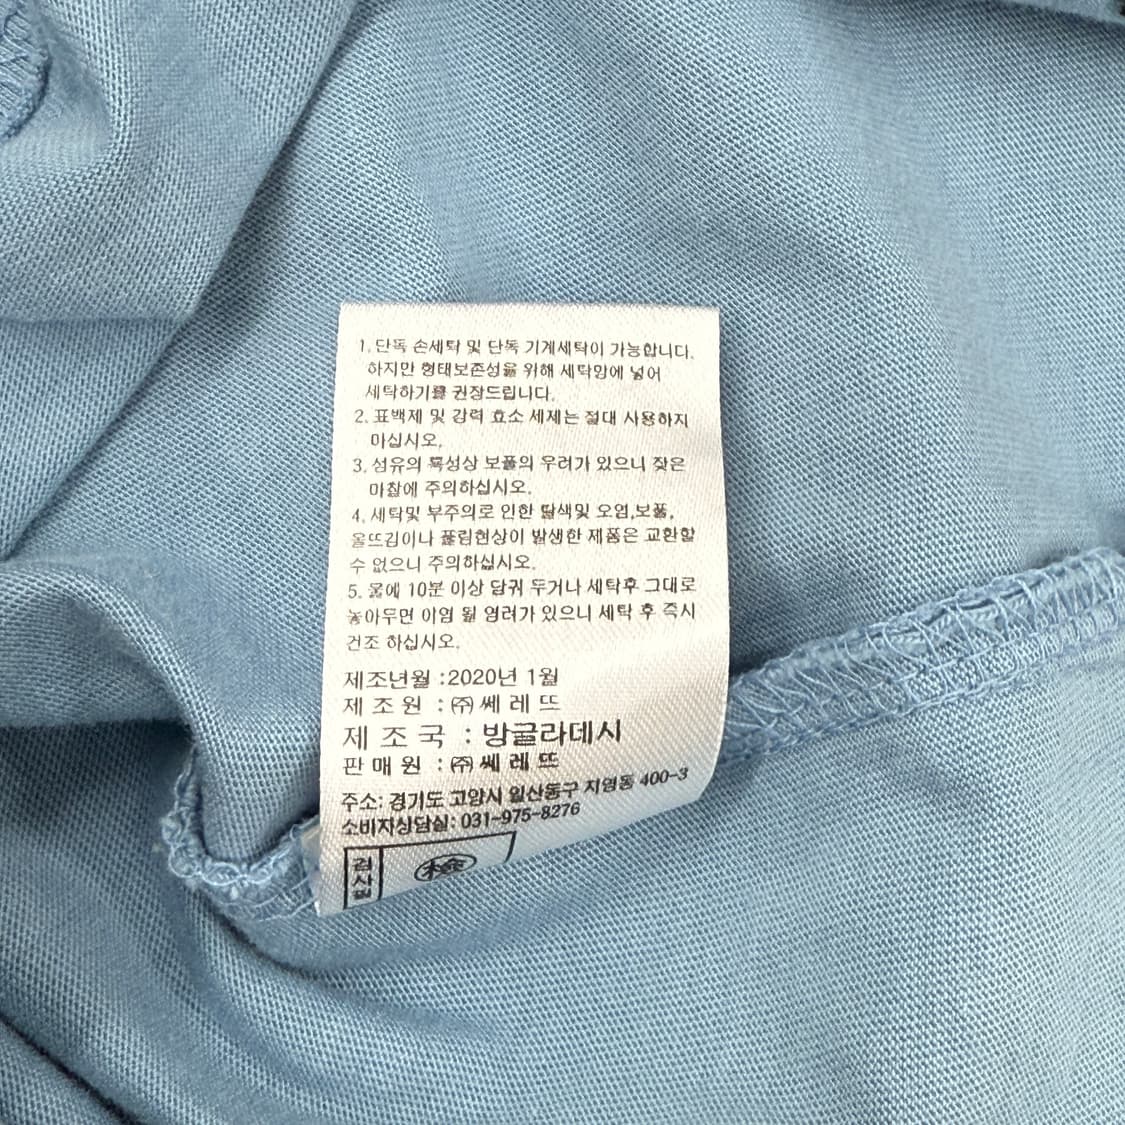 1. 단독 손세탁 및 단독 기계세탁이 가능합니다.
하지만 형태보존성을 위해 세탁망에 넣어
세탁하기를 권장드립니다.
2. 표백제 및 강력 효소 세제는 절대 사용하지
마십시오.
3. 섬유의 특성상 보풀의 우려가 있으니 잦은
마찰에 주의하십시오.
4. 세탁및 부주의로 인한 탈색및 오염,보풀,
올뜨김이나 풀림현상이 발생한 제품은 교환할
수 없으니 주의하십시오.
5. 물에 10분 이상 담궈 두거나 세탁후 그대로
놓아두면 이염 될 염려가 있으니 세탁 후 즉시
건조 하십시오.
제조년월 :2020년 1월
제 조 원 : ㈜ 쎄 레 뜨
제 조 국 : 방글라데시
판 매 원 : ㈜ 쎄 레 뜨
주소: 경기도 고양시 일산동구 지영동 400-3
소비자상담실: 031-975-8276
검사필 檢